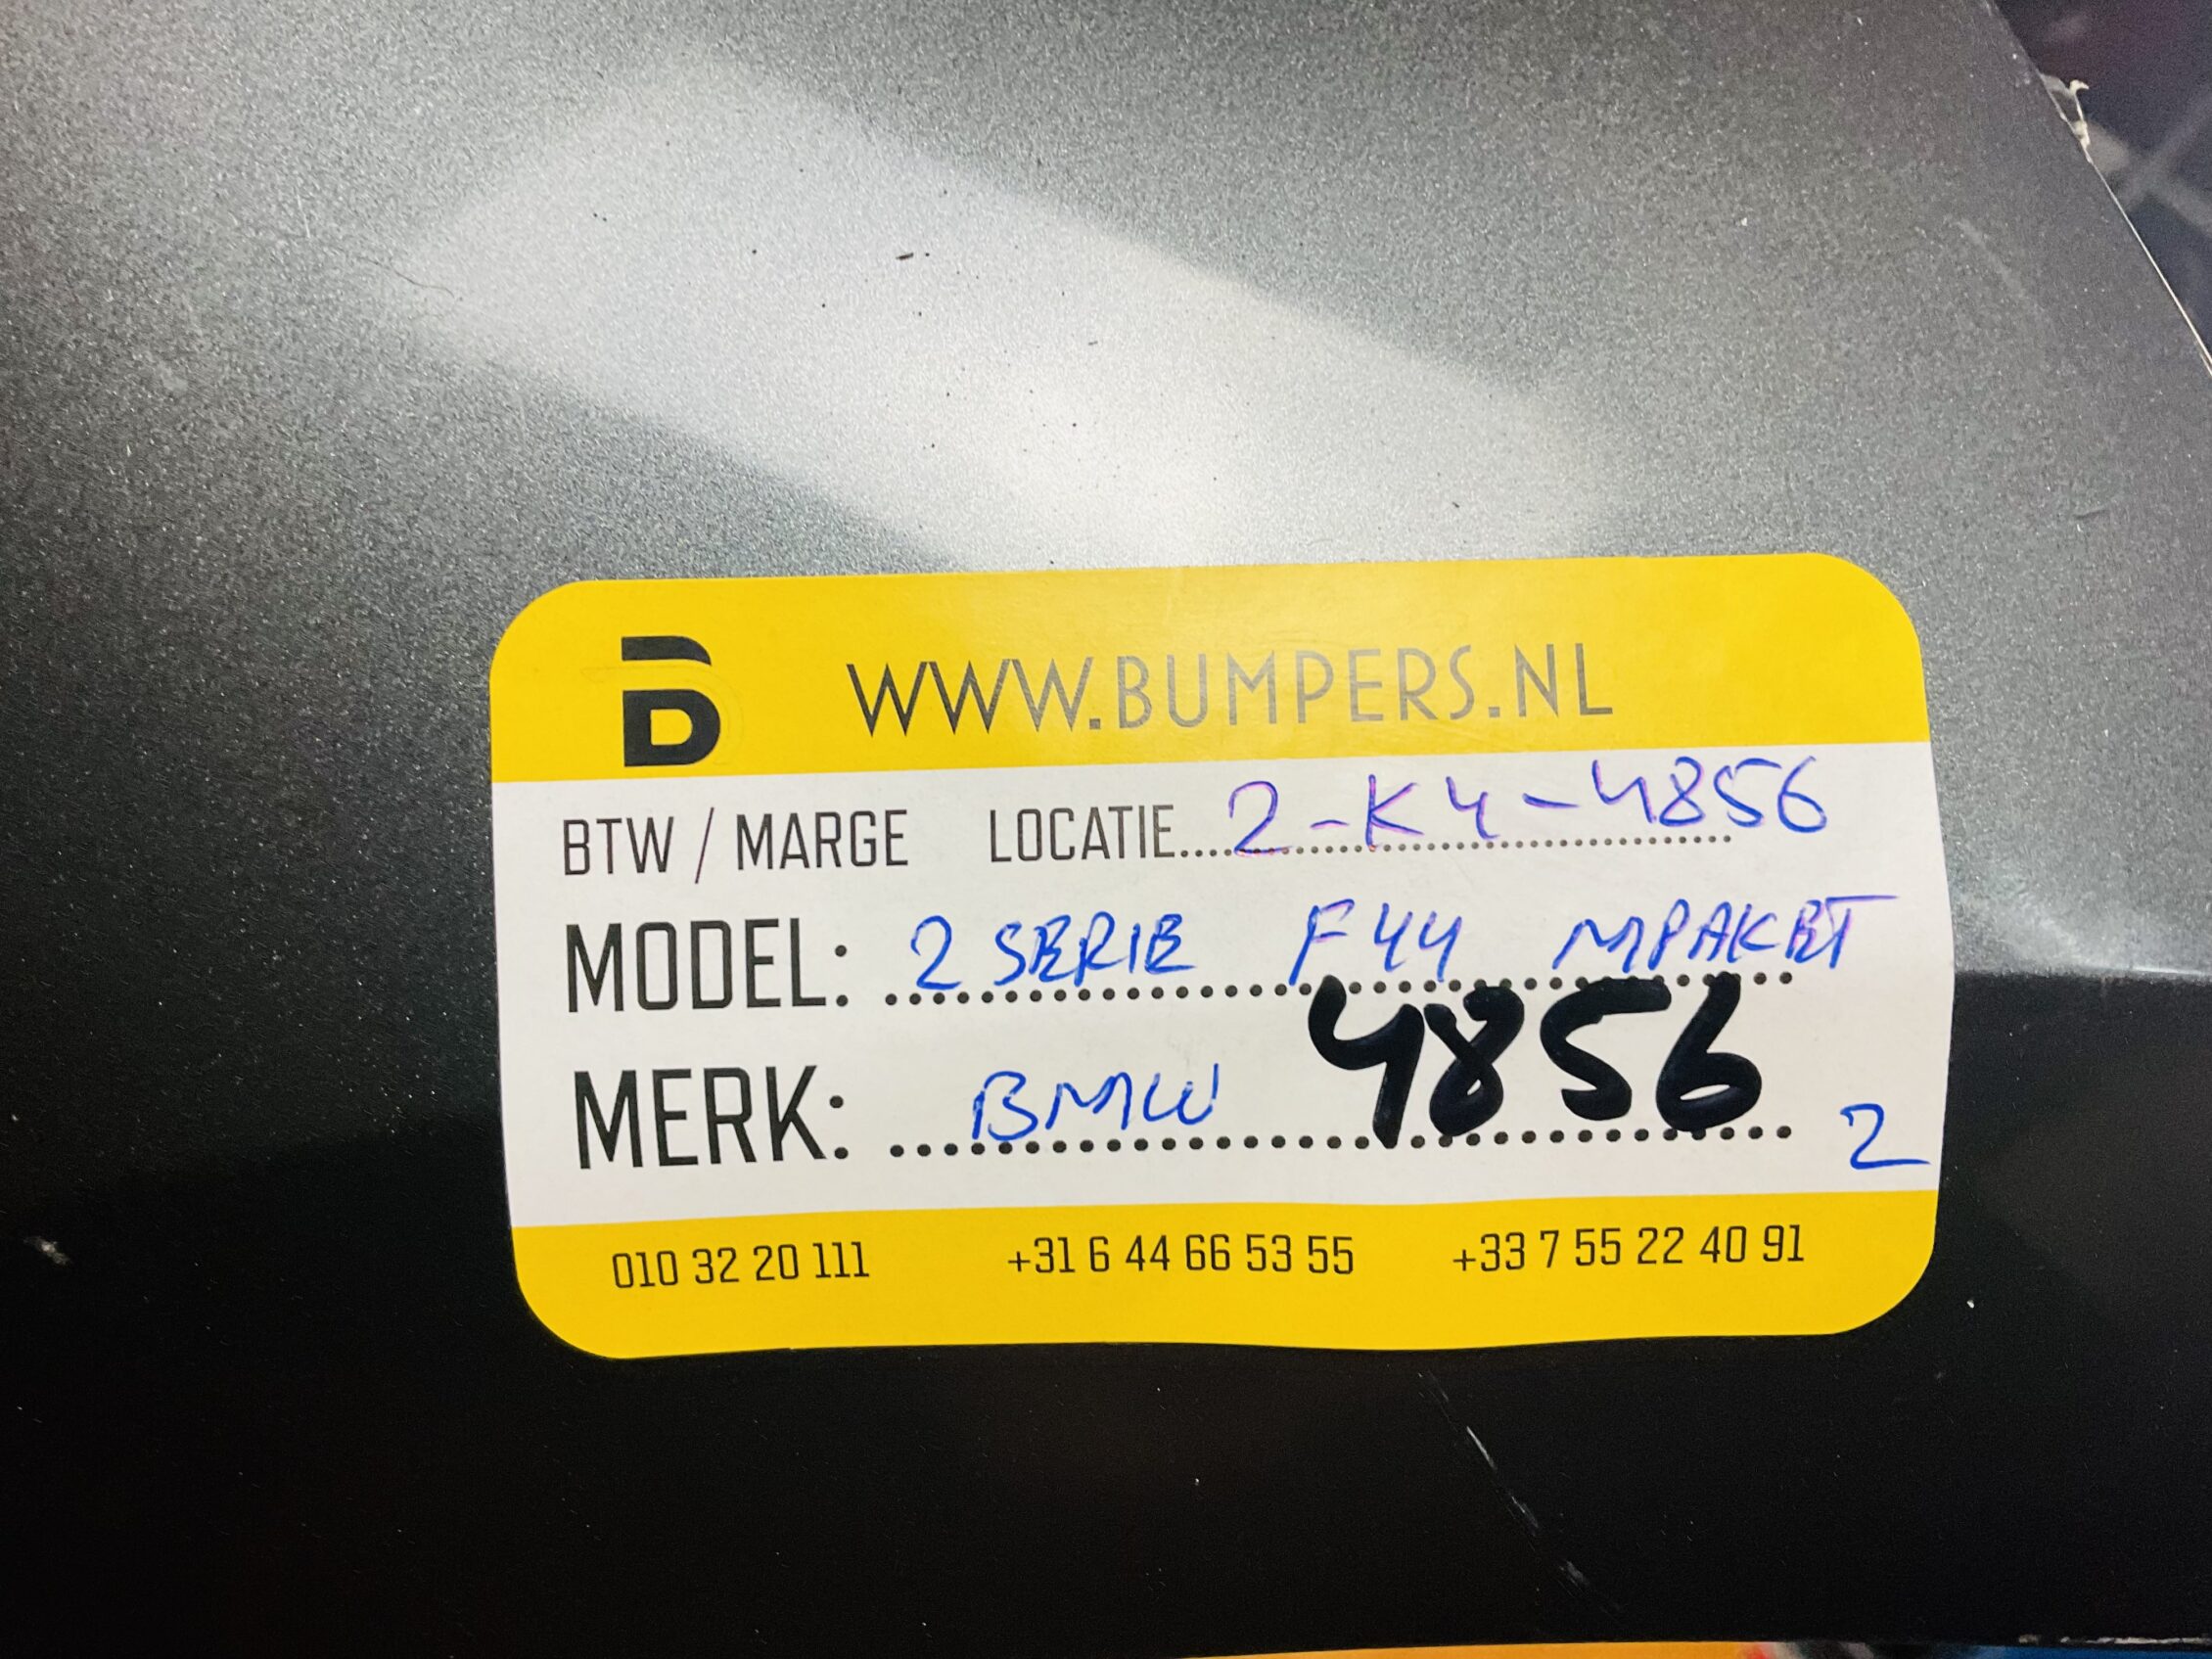 B WWW.BUMPERS.NL
BTW / MARGE LOCATIE....2-K4-4856
MODEL: 2 SERIE F44 MPAKET
4856
MERK: BMW
2
010 32 20 111 +31 6 44 66 53 55 +33 7 55 22 40 91